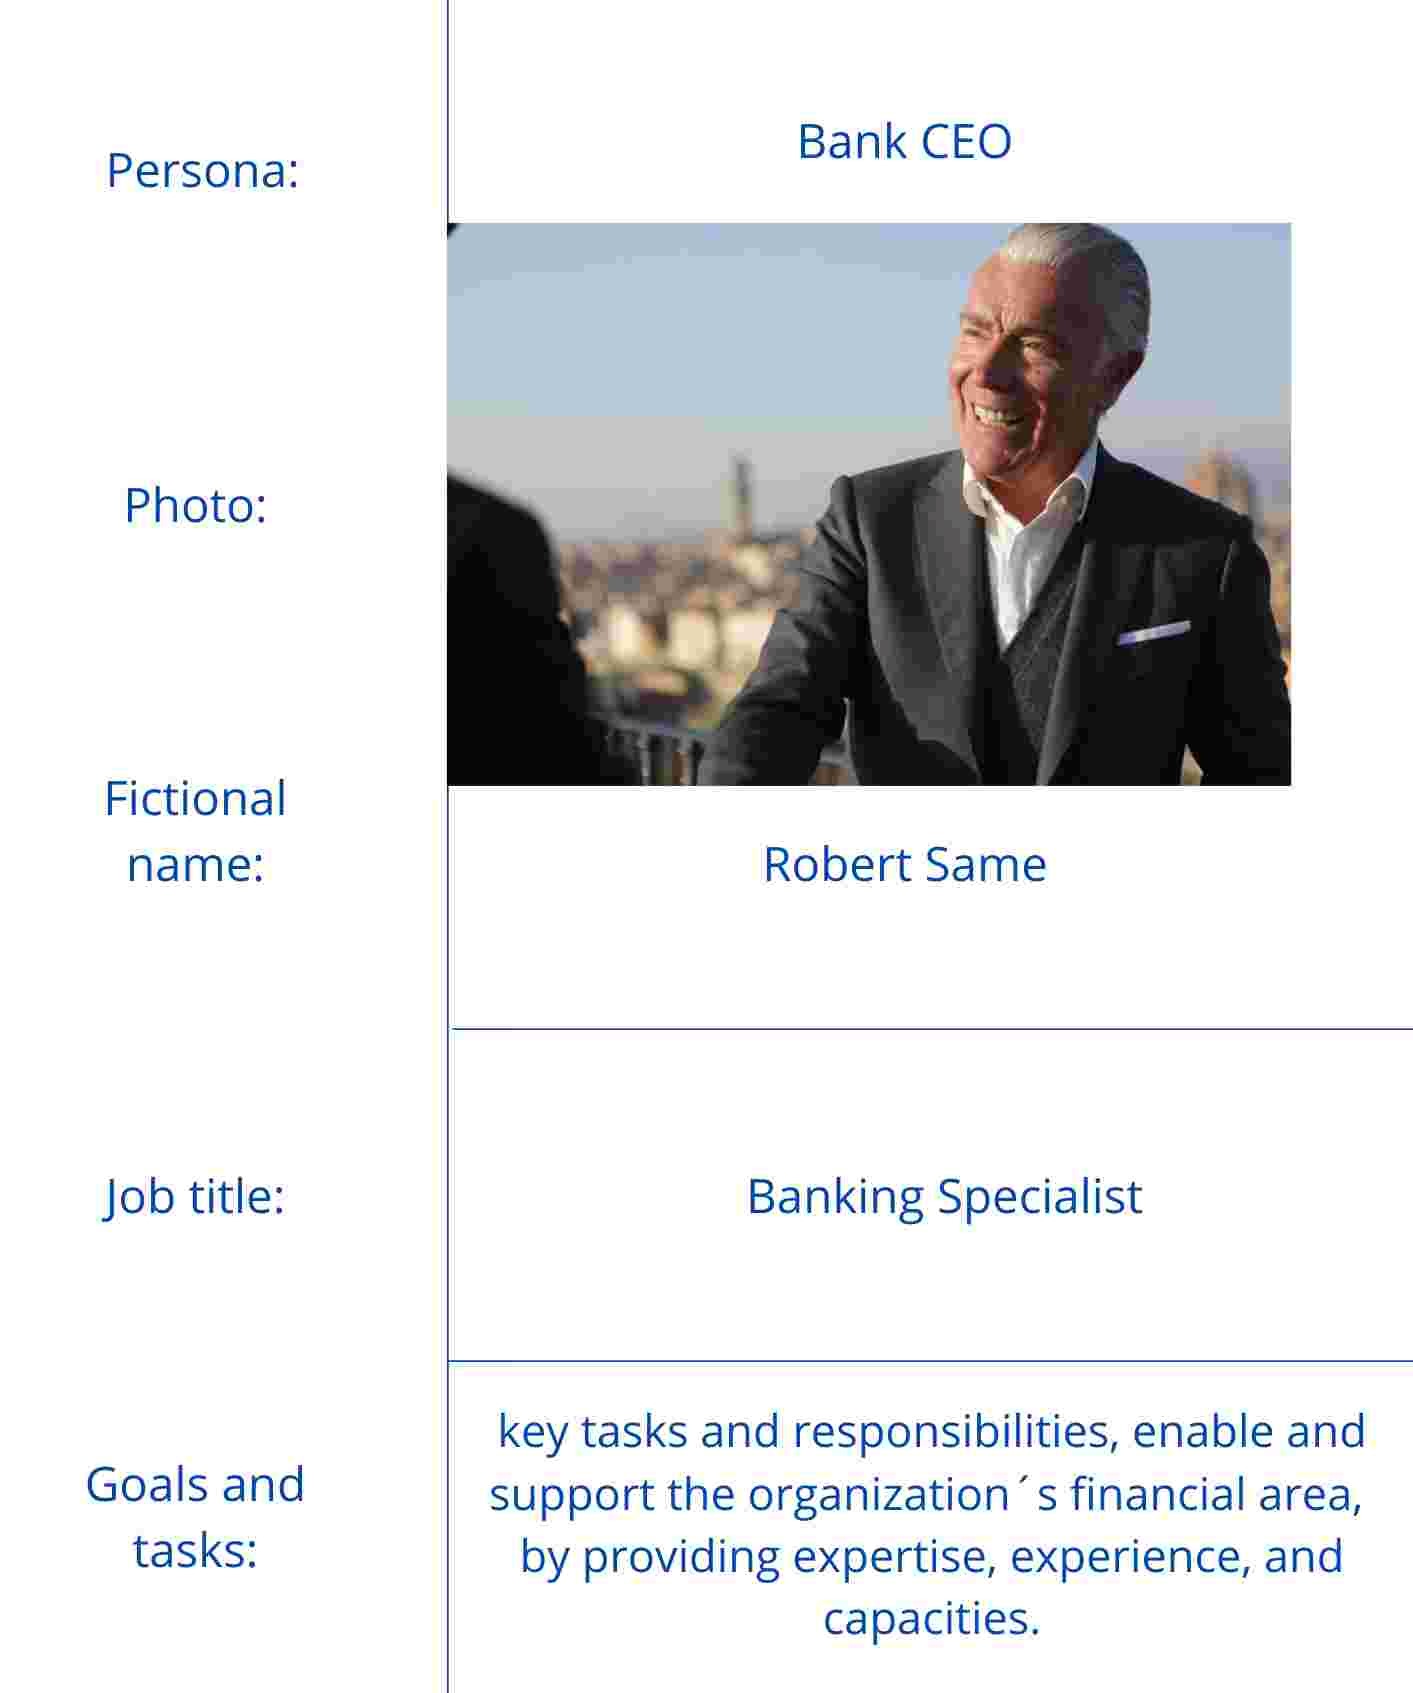 Persona:
Bank CEO
Photo:
Fictional
name:
Robert Same
Job title:
Banking Specialist
Goals and
tasks:
key tasks and responsibilities, enable and
support the organization´s financial area,
by providing expertise, experience, and
capacities.